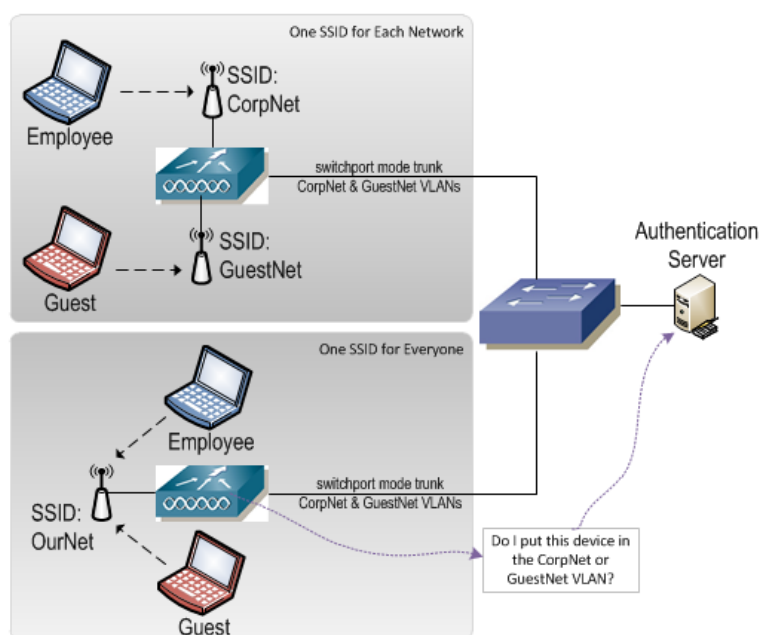 One SSID for Each Network
SSID:
CorpNet
Employee
switchport mode trunk
CorpNet & GuestNet VLANs
SSID:
GuestNet
Guest
Authentication
Server
One SSID for Everyone
Employee
SSID:
OurNet
switchport mode trunk
CorpNet & GuestNet VLANs
Guest
Do I put this device in
the CorpNet or
GuestNet VLAN?